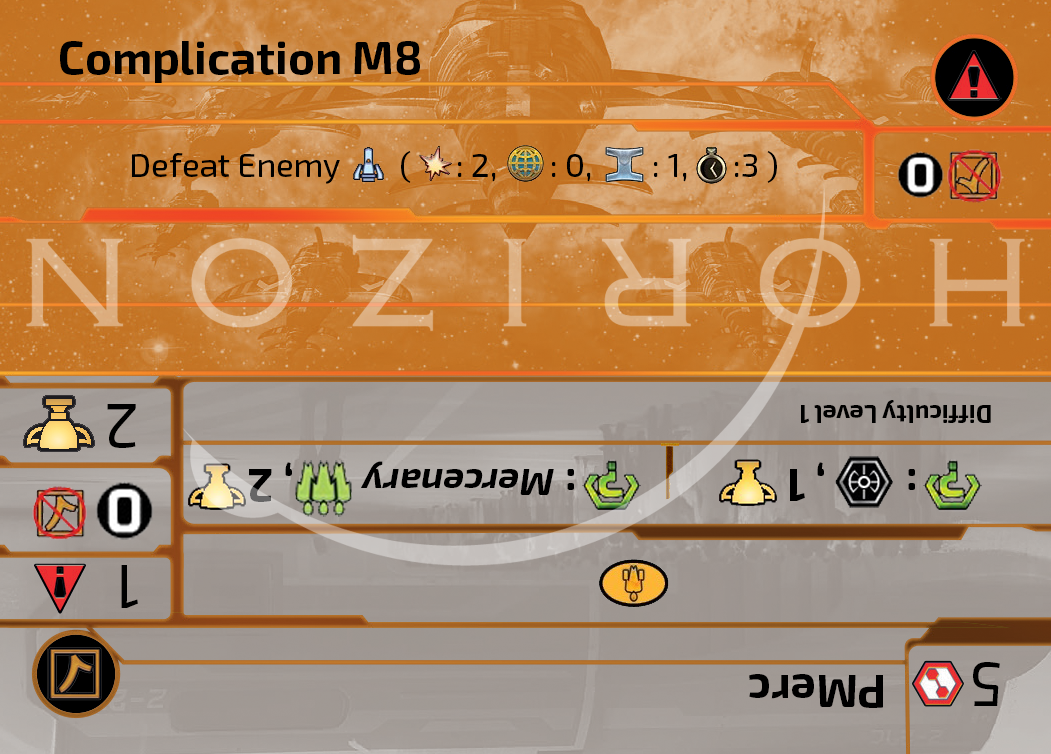 Complication M8
Defeat Enemy ( : 2, : 0, : 1, :3 )
0
HORIZON
5
PMerc
1
0
2
: , 1
: Mercenary , 2
Difficulty Level 1